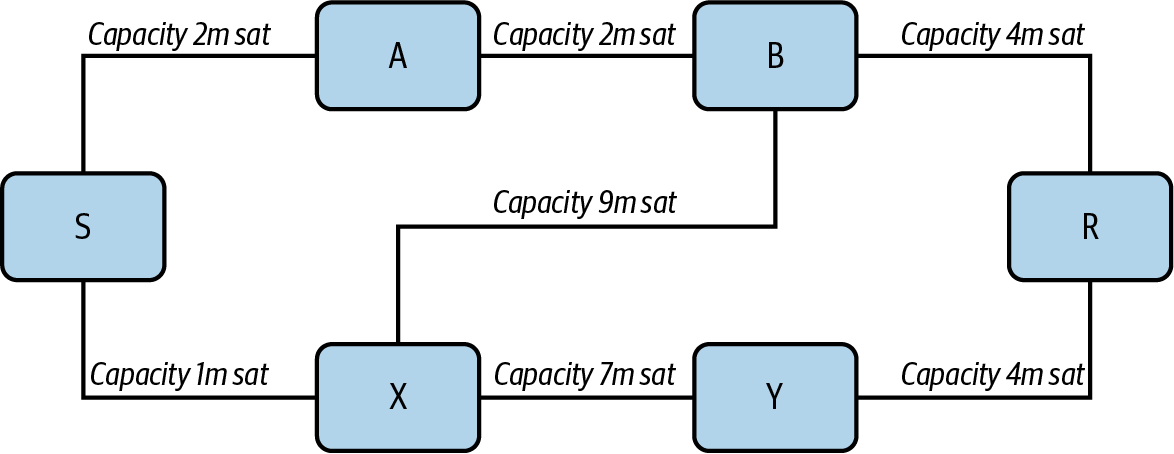 Capacity 2m sat
A
Capacity 2m sat
B
Capacity 4m sat
S
Capacity 9m sat
R
Capacity 1m sat
X
Capacity 7m sat
Y
Capacity 4m sat